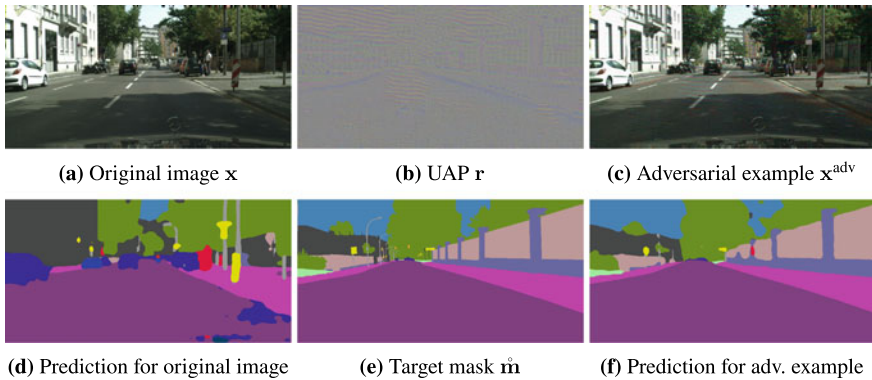 (a) Original image x
(b) UAP r
(c) Adversarial example x^adv
(d) Prediction for original image
(e) Target mask m̊
(f) Prediction for adv. example